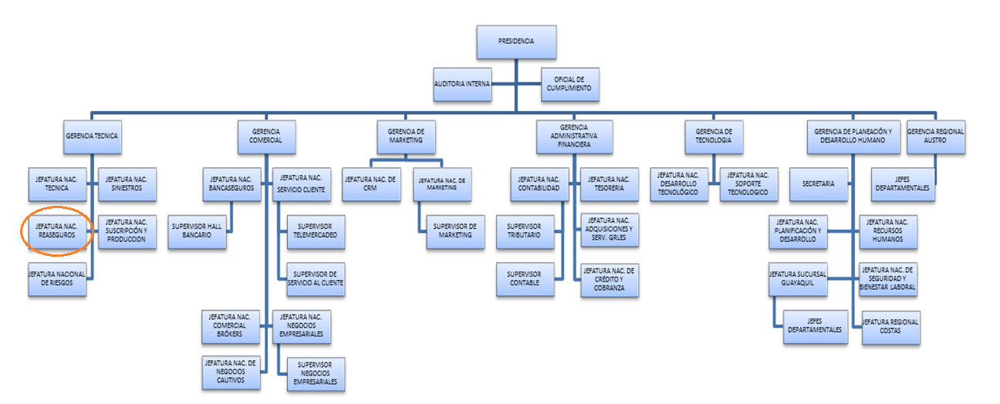 PRESIDENCIA
AUDITORIA INTERNA
OFICIAL DE
CUMPLIMIENTO
GERENCIA TECNICA
GERENCIA
COMERCIAL
GERENCIA DE
MARKETING
GERENCIA
ADMINISTRATIVA
FINANCIERA
GERENCIA DE
TECNOLOGIA
GERENCIA DE PLANEACIÓN Y
DESARROLLO HUMANO
GERENCIA REGIONAL
AUSTRO
JEFATURA NAC.
TECNICA
JEFATURA NAC.
SINIESTROS
JEFATURA NAC.
REASEGUROS
JEFATURA NAC.
SUSCRIPCIÓN Y
PRODUCCION
JEFATURA NACIONAL
DE RIESGOS
JEFATURA NAC.
BANCASEGUROS
JEFATURA NAC.
SERVICIO CLIENTE
SUPERVISOR HALL
BANCARIO
SUPERVISOR
TELEMERCADEO
SUPERVISOR DE
SERVICIO AL CLIENTE
JEFATURA NAC.
COMERCIAL
BRÓKERS
JEFATURA NAC.
NEGOCIOS
EMPRESARIALES
JEFATURA NAC. DE
NEGOCIOS
CAUTIVOS
SUPERVISOR
NEGOCIOS
EMPRESARIALES
JEFATURA NAC. DE
CRM
JEFATURA NAC. DE
MARKETING
SUPERVISOR DE
MARKETING
JEFATURA NAC.
CONTABILIDAD
JEFATURA NAC.
TESORERIA
SUPERVISOR
TRIBUTARIO
JEFATURA NAC.
ADQUISICIONES Y
SERV. GRLES
SUPERVISOR
CONTABLE
JEFATURA NAC. DE
CRÉDITO Y
COBRANZA
JEFATURA NAC.
DESARROLLO
TECNOLÓGICO
JEFATURA NAC.
SOPORTE
TECNOLOGICO
SECRETARIA
JEFATURA NAC.
PLANIFICACIÓN Y
DESARROLLO
JEFATURA NAC.
RECURSOS
HUMANOS
JEFATURA SUCURSAL
GUAYAQUIL
JEFATURA NAC. DE
SEGURIDAD Y
BIENESTAR LABORAL
JEFES
DEPARTAMENTALES
JEFATURA REGIONAL
COSTAS
JEFES
DEPARTAMENTALES